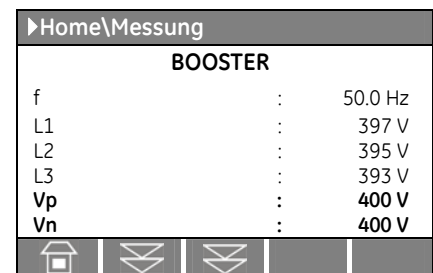 Home\Messung
BOOSTER
f : 50.0 Hz
L1 : 397 V
L2 : 395 V
L3 : 393 V
Vp : 400 V
Vn : 400 V